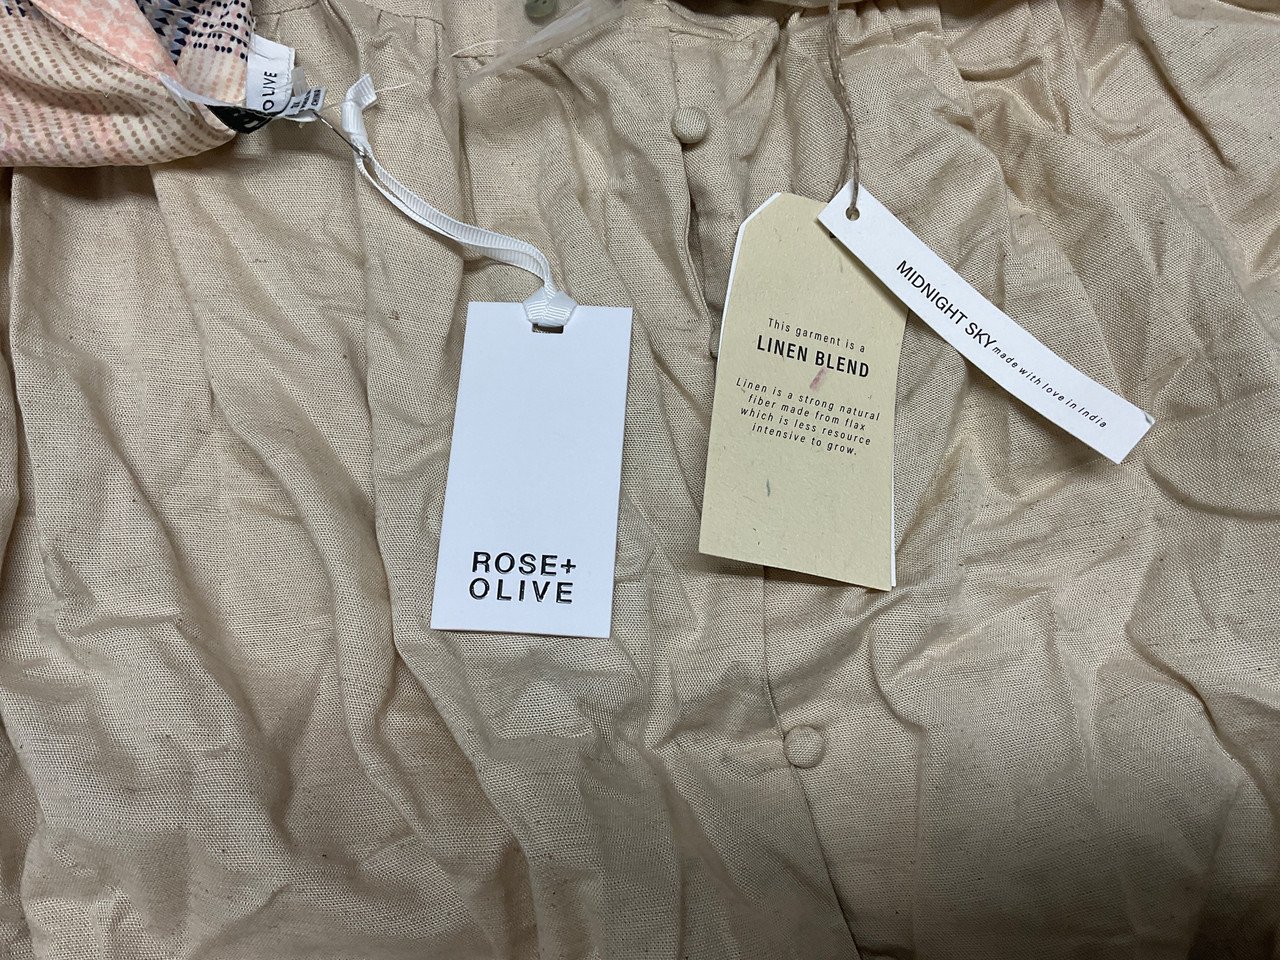 OLIVE
ROSE+
OLIVE
This garment is a
LINEN BLEND
Linen is a strong natural
fiber made from flax
which is less resource
intensive to grow.
MIDNIGHT SKY made with love in India